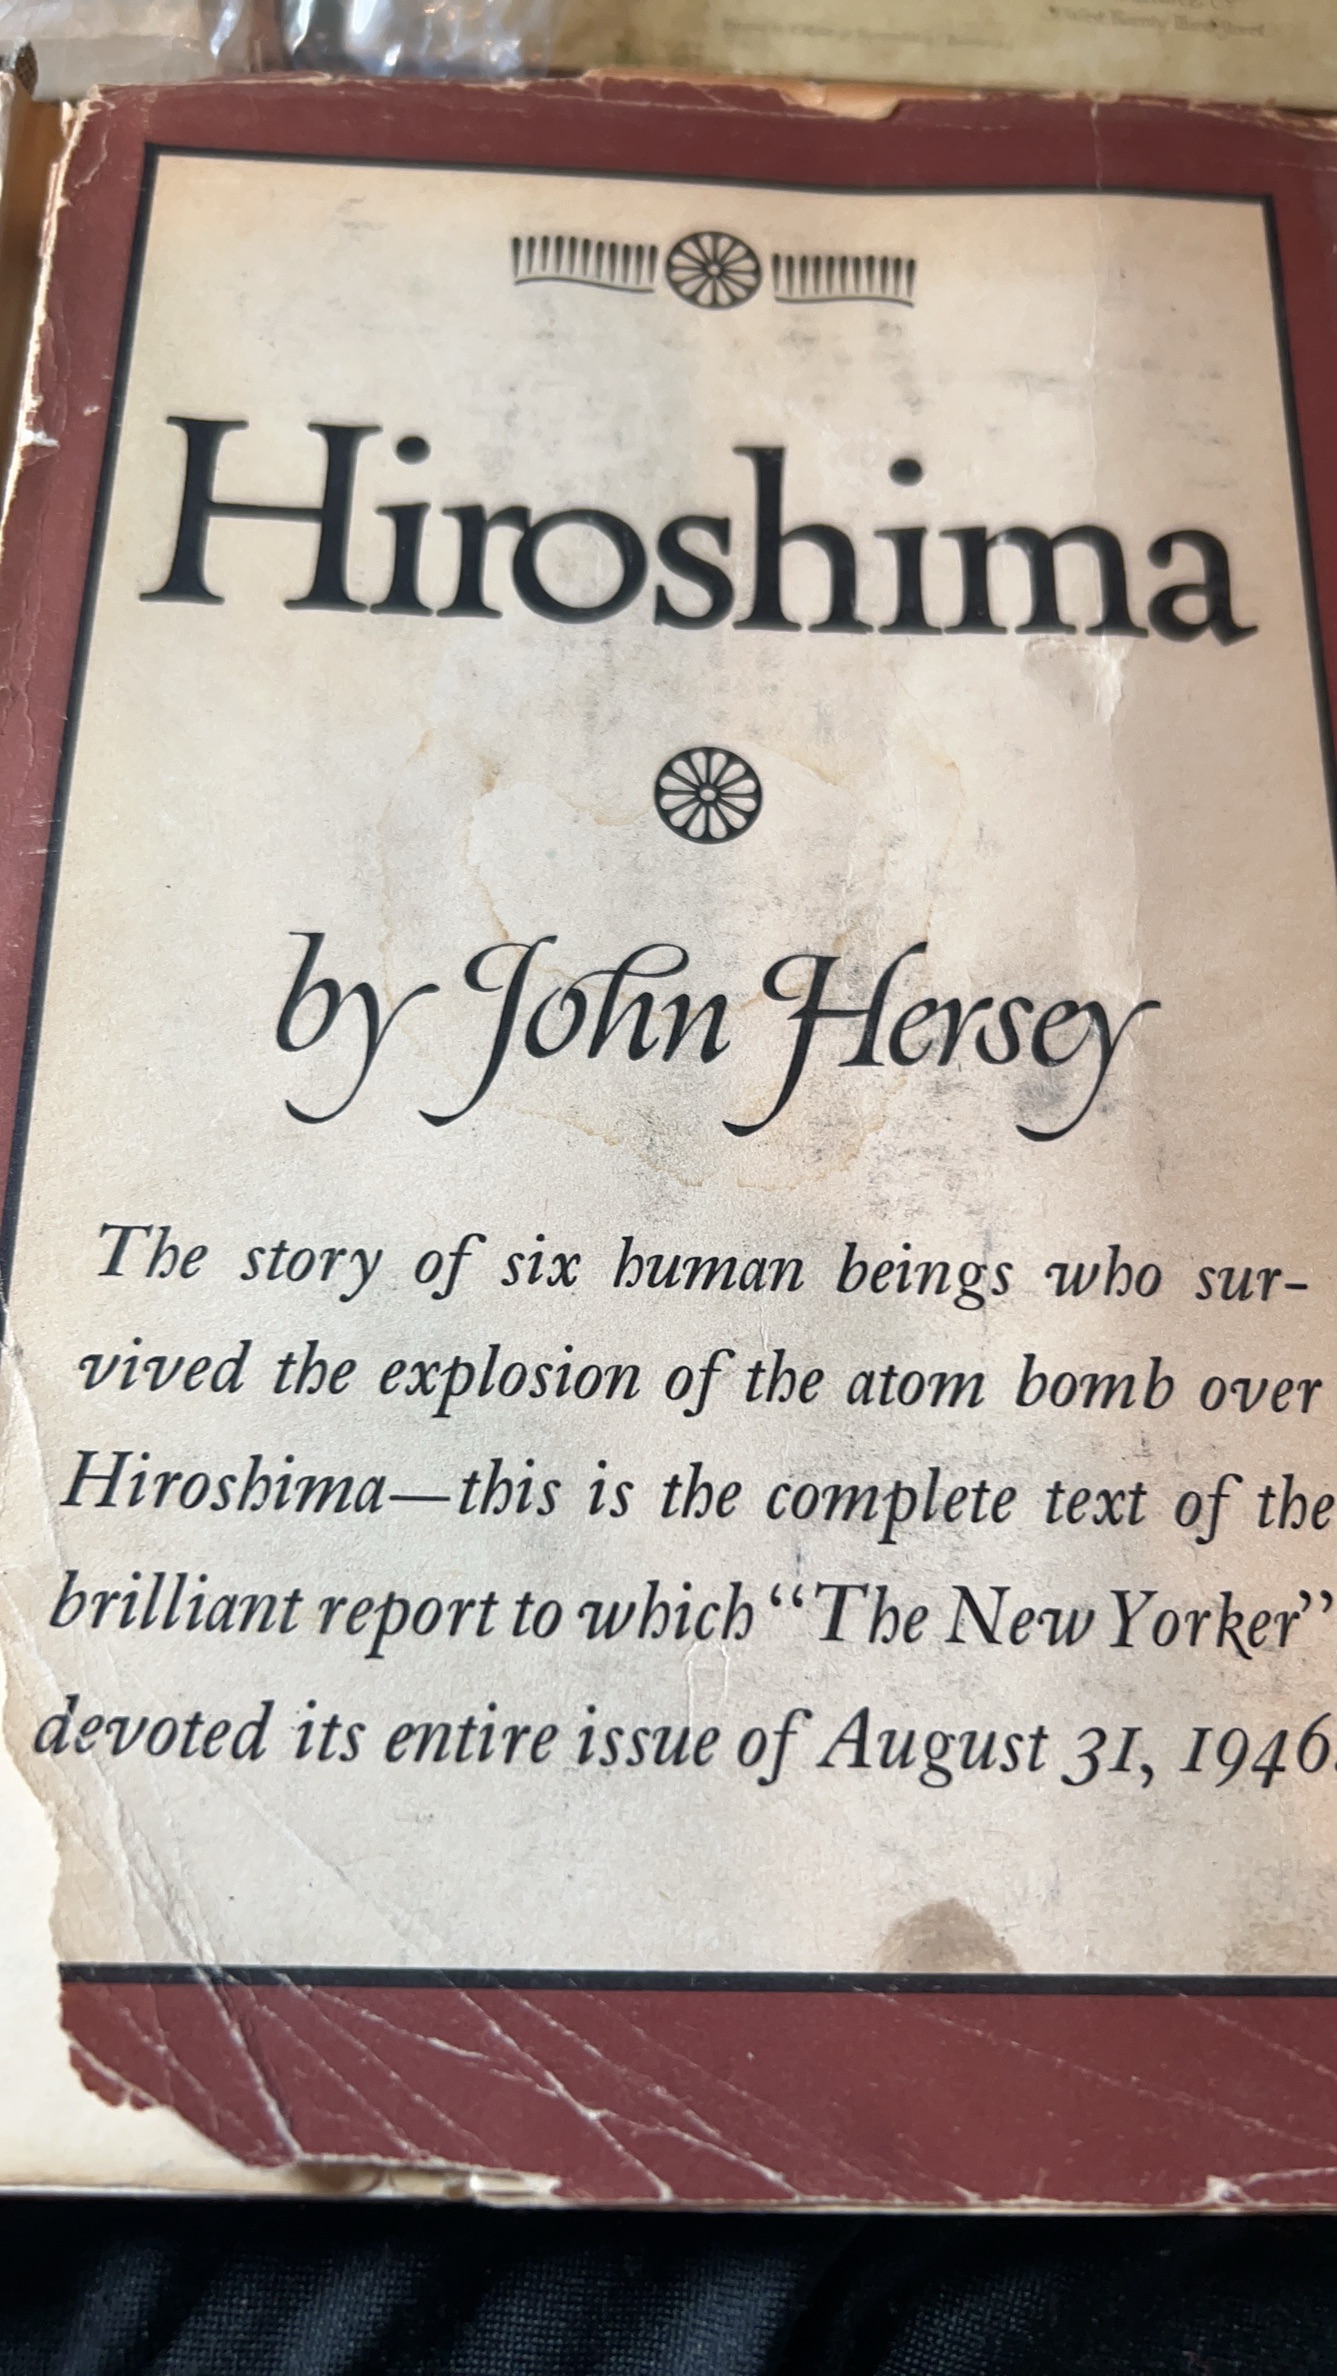 Hiroshima
by John Hersey
The story of six human beings who sur-
vived the explosion of the atom bomb over
Hiroshima—this is the complete text of the
brilliant report to which “The New Yorker”
devoted its entire issue of August 31, 1946.